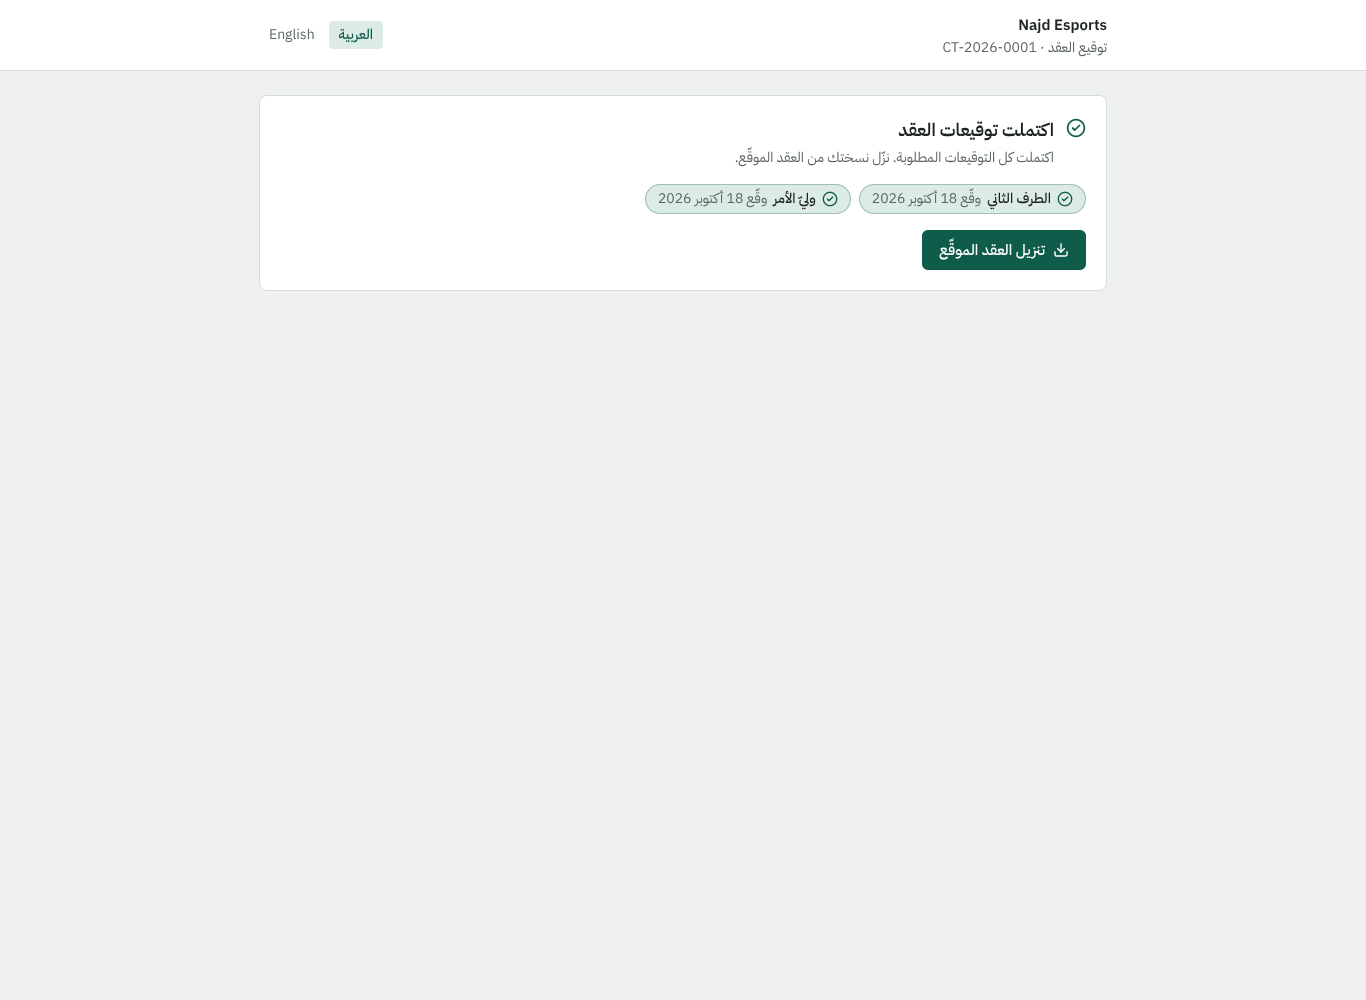 Najd Esports
توقيع العقد · CT-2026-0001
العربية
English
اكتملت توقيعات العقد
اكتملت كل التوقيعات المطلوبة. نزّل نسختك من العقد الموقّع.
الطرف الثاني وقّع 18 أكتوبر 2026
وليّ الأمر وقّع 18 أكتوبر 2026
تنزيل العقد الموقّع